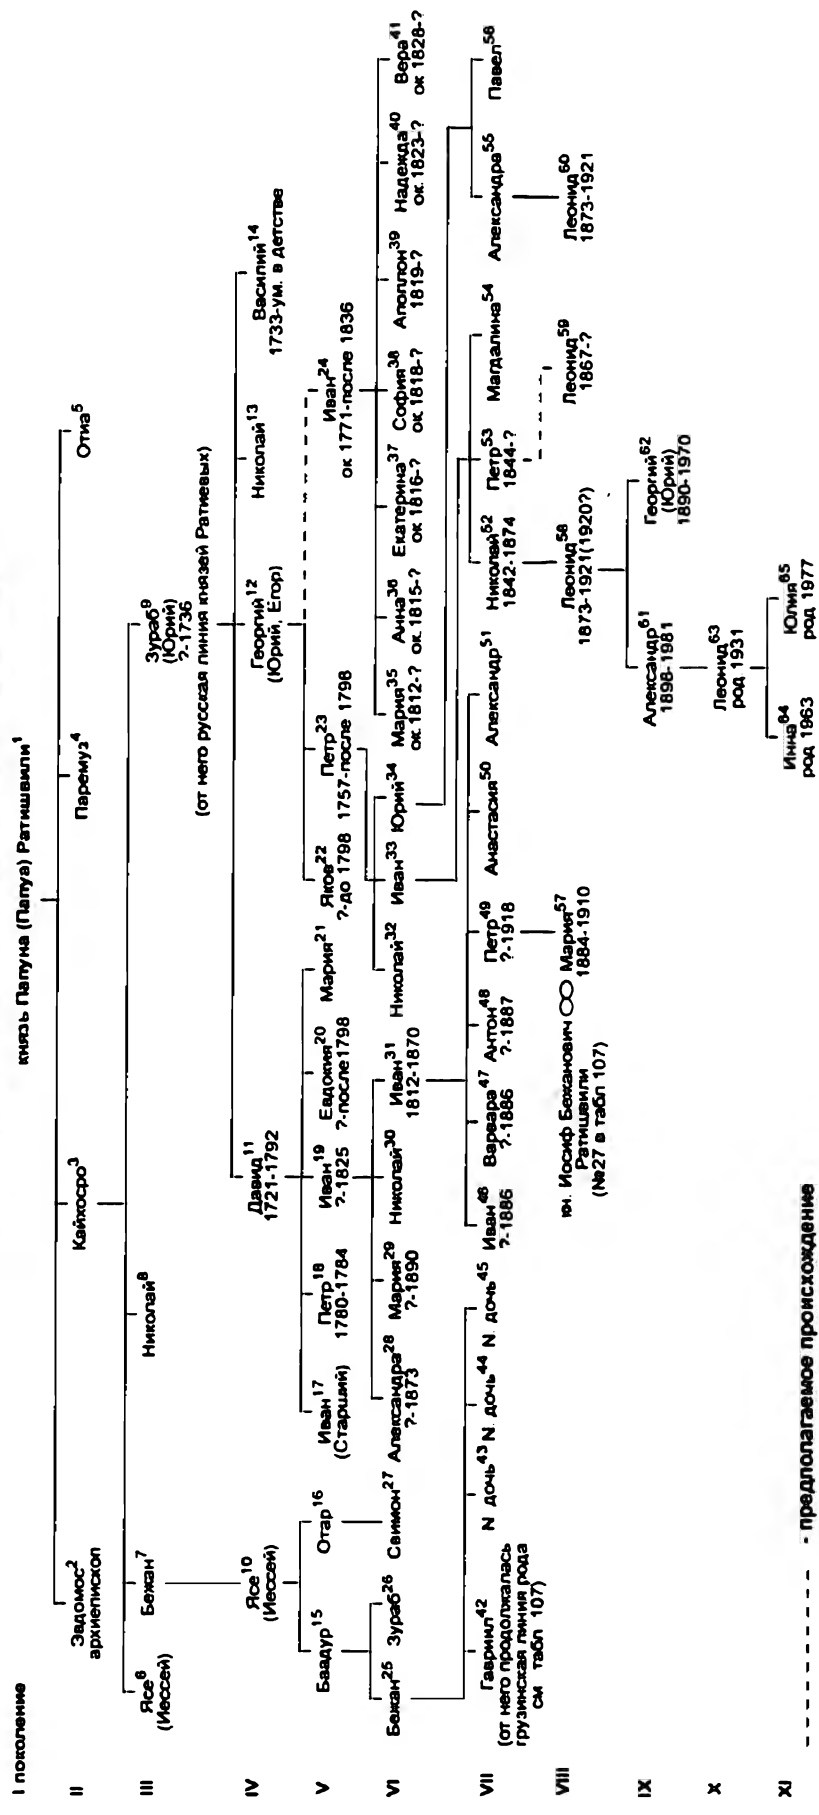 I поколение
князь Папуна (Папуа) Ратишвили¹
II
Эвдомос²
архиепископ
Кайхосро³
Паремуз⁴
Отиа⁵
III
Ясе⁶
(Иессей)
Бежан⁷
Николай⁸
Зураб⁹
(Юрий)
?-1736
(от него русская линия князей Ратиевых)
IV
Ясе¹⁰
(Иессей)
Давид¹¹
1721-1792
Георгий¹²
(Юрий, Егор)
Николай¹³
Василий¹⁴
1733-ум. в детстве
V
Баадур¹⁵
Отар¹⁶
Иван¹⁷
(Старший)
Петр¹⁸
1780-1784
Иван¹⁹
?-1825
Евдокия²⁰
?-после1798
Мария²¹
Яков²²
?-до 1798
Петр²³
1757-после 1798
Иван²⁴
ок 1771-после 1836
VI
Бежан²⁵
Зураб²⁶
Свимон²⁷
Александра²⁸
?-1873
Мария²⁹
?-1890
Николай³⁰
Иван³¹
1812-1870
Николай³²
Иван³³
Юрий³⁴
Мария³⁵
ок.1812-?
Анна³⁶
ок.1815-?
Екатерина³⁷
ок 1816-?
София³⁸
ок 1818-?
Аполлон³⁹
1819-?
Надежда⁴⁰
ок.1823-?
Вера⁴¹
ок 1828-?
VII
Гавриил⁴²
(от него продолжалась
грузинская линия рода
см табл 107)
N дочь⁴³
N. дочь⁴⁴
N. дочь⁴⁵
Иван⁴⁶
?-1886
Варвара⁴⁷
?-1886
Антон⁴⁸
?-1887
Петр⁴⁹
?-1918
Анастасия⁵⁰
Александр⁵¹
Николай⁵²
1842-1874
Петр⁵³
1844-?
Магдалина⁵⁴
Александра⁵⁵
Павел⁵⁶
VIII
кн. Иосиф Бежанович ∞ Мария⁵⁷
Ратишвили
(№27 в табл 107)
1884-1910
Леонид⁵⁸
1873-1921(1920?)
Леонид⁵⁹
1867-?
Леонид⁶⁰
1873-1921
IX
Александр⁶¹
1898-1981
Георгий⁶²
(Юрий)
1890-1970
X
Леонид⁶³
род 1931
XI
Инна⁶⁴
род 1963
Юлия⁶⁵
род 1977
- предполагаемое происхождение